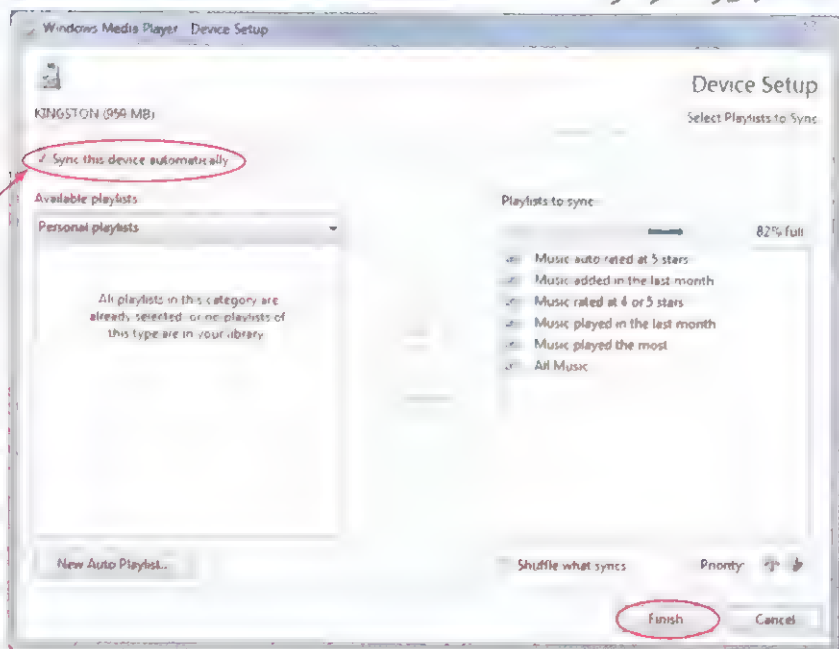 Windows Media Player Device Setup
Device Setup
KINGSTON (959 MB)
Select Playlists to Sync
Sync this device automatically
Available playlists
Playlists to sync
Personal playlists
82% full
Music auto rated at 5 stars
Music added in the last month
Music rated at 4 or 5 stars
Music played in the last month
Music played the most
All Music
All playlists in this category are
already selected or no playlists of
this type are in your library
New Auto Playlist...
Shuffle what syncs
Priority
Finish
Cancel